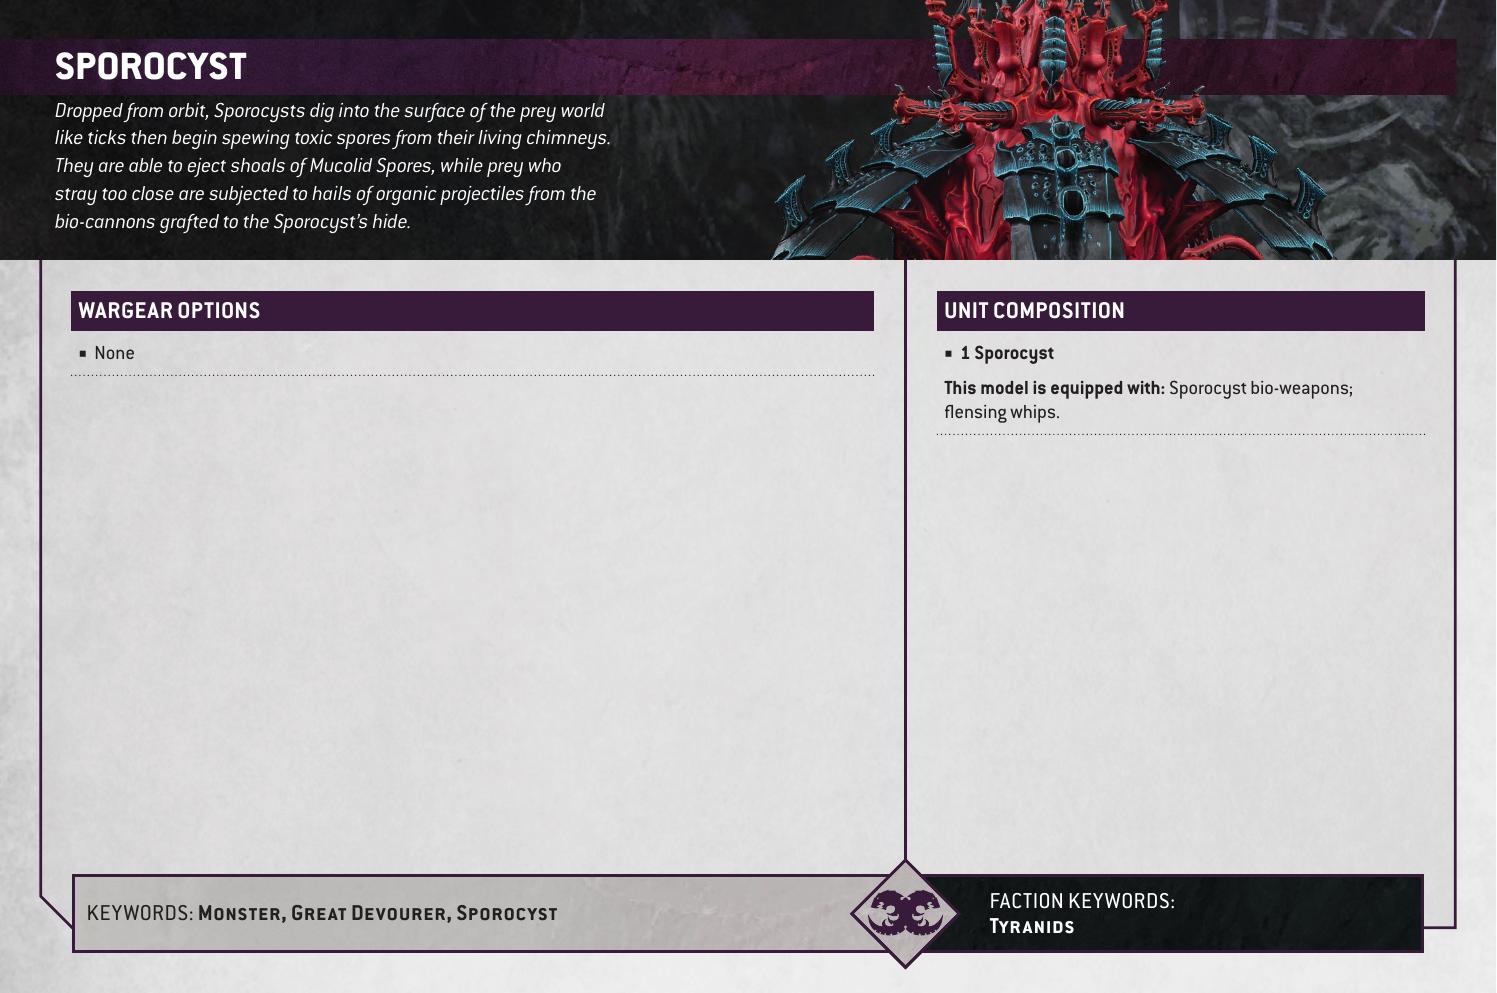 SPOROCYST
Dropped from orbit, Sporocysts dig into the surface of the prey world
like ticks then begin spewing toxic spores from their living chimneys.
They are able to eject shoals of Mucolid Spores, while prey who
stray too close are subjected to hails of organic projectiles from the
bio-cannons grafted to the Sporocyst's hide.
WARGEAR OPTIONS
■ None
UNIT COMPOSITION
■ 1 Sporocyst
This model is equipped with: Sporocyst bio-weapons;
flensing whips.
KEYWORDS: Monster, Great Devourer, Sporocyst
FACTION KEYWORDS:
Tyranids